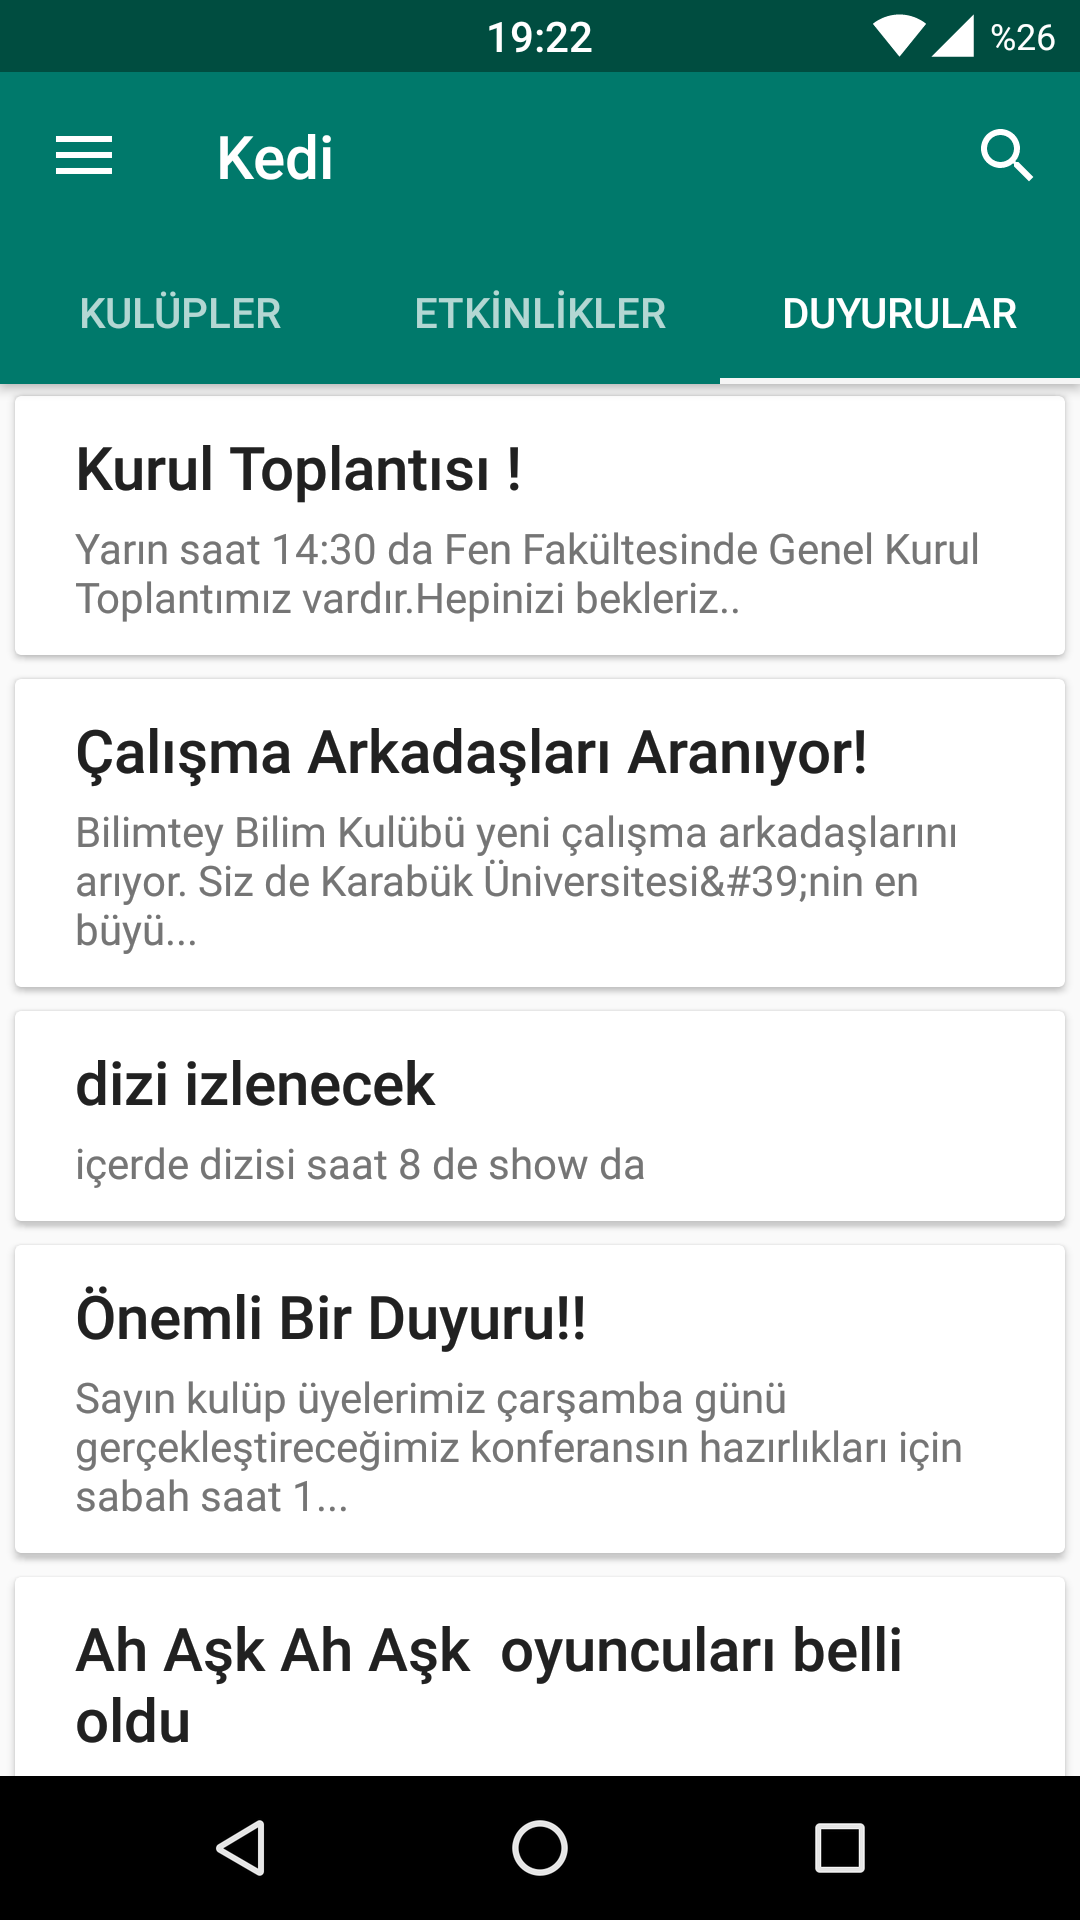 19:22
%26
Kedi
KULÜPLER
ETKİNLİKLER
DUYURULAR
Kurul Toplantısı !
Yarın saat 14:30 da Fen Fakültesinde Genel Kurul
Toplantımız vardır.Hepinizi bekleriz..
Çalışma Arkadaşları Aranıyor!
Bilimtey Bilim Kulübü yeni çalışma arkadaşlarını
arıyor. Siz de Karabük Üniversitesi&#39;nin en
büyü...
dizi izlenecek
içerde dizisi saat 8 de show da
Önemli Bir Duyuru!!
Sayın kulüp üyelerimiz çarşamba günü
gerçekleştireceğimiz konferansın hazırlıkları için
sabah saat 1...
Ah Aşk Ah Aşk  oyuncuları belli
oldu